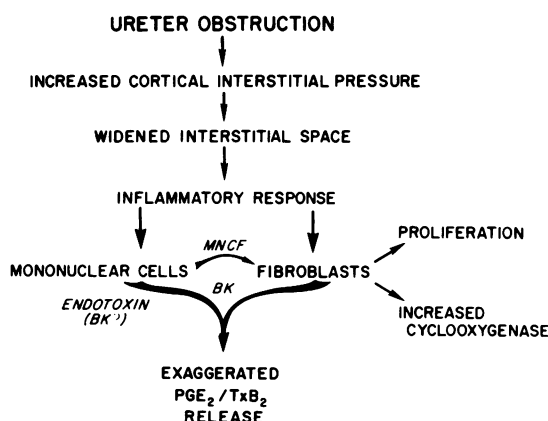 URETER OBSTRUCTION
INCREASED CORTICAL INTERSTITIAL PRESSURE
WIDENED INTERSTITIAL SPACE
INFLAMMATORY RESPONSE
MNCF
PROLIFERATION
MONONUCLEAR CELLS
FIBROBLASTS
BK
ENDOTOXIN
(BK?)
INCREASED
CYCLOOXYGENASE
EXAGGERATED
PGE₂/TxB₂
RELEASE